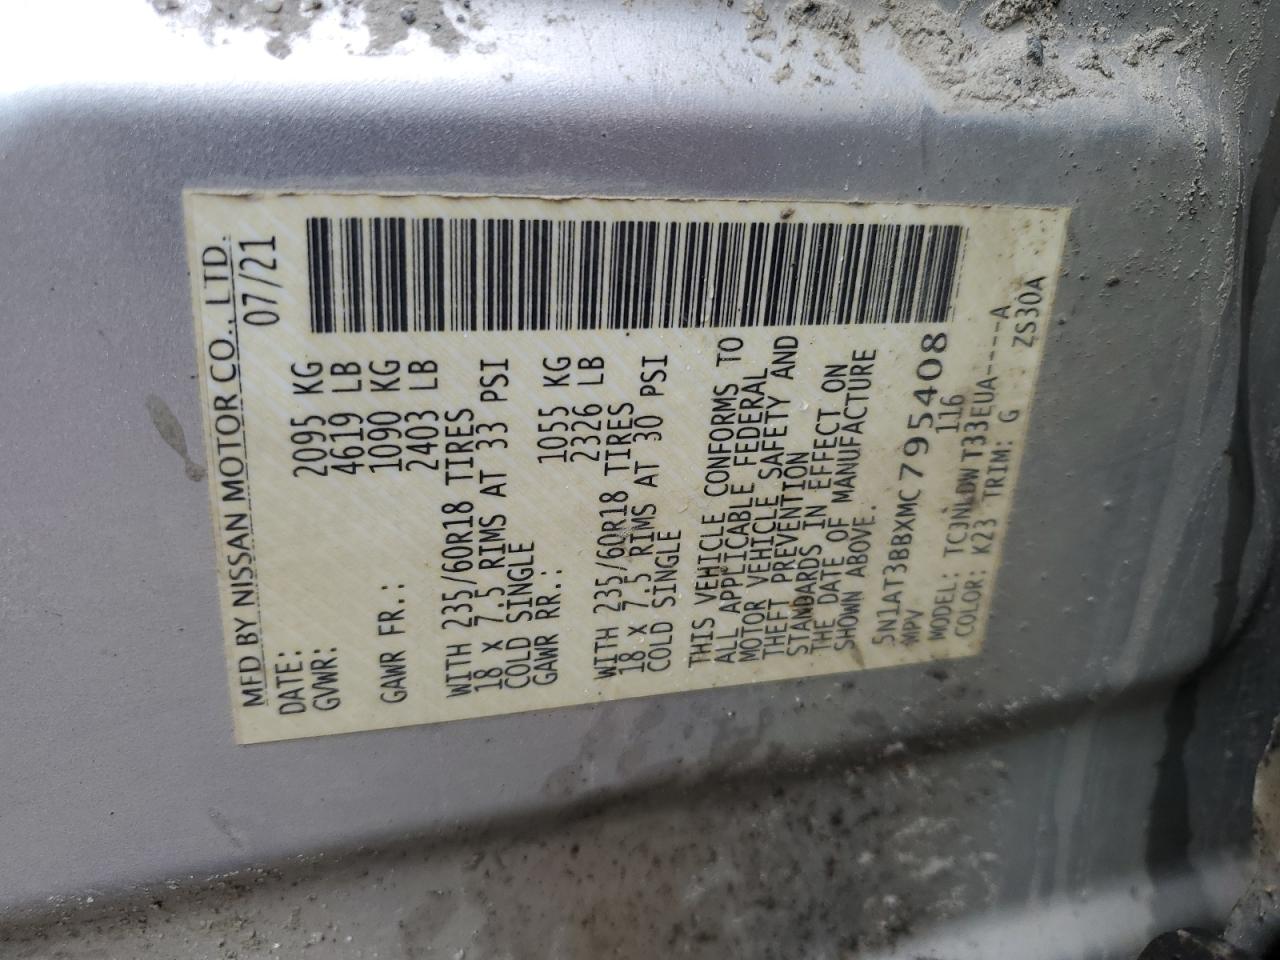 MFD BY NISSAN MOTOR CO., LTD.
DATE: 07/21
GVWR: 2095 KG
4619 LB
GAWR FR.: 1090 KG
2403 LB
WITH 235/60R18 TIRES
18 X 7.5 RIMS AT 33 PSI
COLD SINGLE
GAWR RR.: 1055 KG
2326 LB
WITH 235/60R18 TIRES
18 X 7.5 RIMS AT 30 PSI
COLD SINGLE
THIS VEHICLE CONFORMS TO
ALL APPLICABLE FEDERAL
MOTOR VEHICLE SAFETY AND
THEFT PREVENTION
STANDARDS IN EFFECT ON
THE DATE OF MANUFACTURE
SHOWN ABOVE.
5N1AT3BBXMC795408
MPV 116
MODEL: TCJNLDWT33EUA----A
COLOR: K23 TRIM: G ZS30A